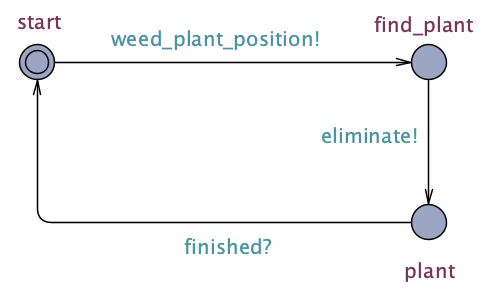 start
weed_plant_position!
find_plant
eliminate!
finished?
plant